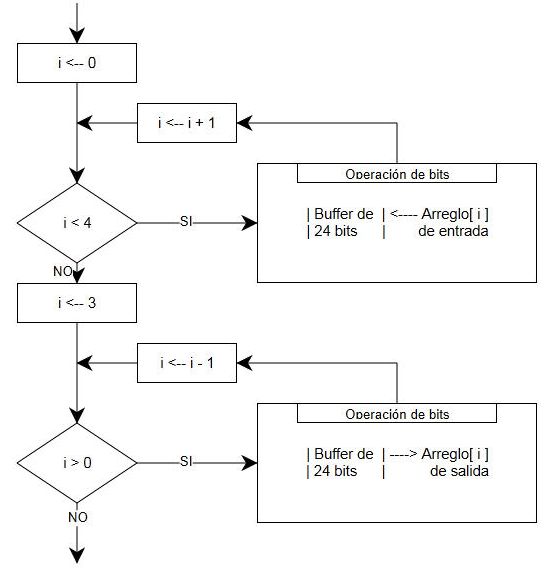 i <-- 0
i <-- i + 1
Operación de bits
i < 4
SI
| Buffer de | <---- Arreglo[ i ]
| 24 bits | de entrada
NO
i <-- 3
i <-- i - 1
Operación de bits
i > 0
SI
| Buffer de | ----> Arreglo[ i ]
| 24 bits | de salida
NO